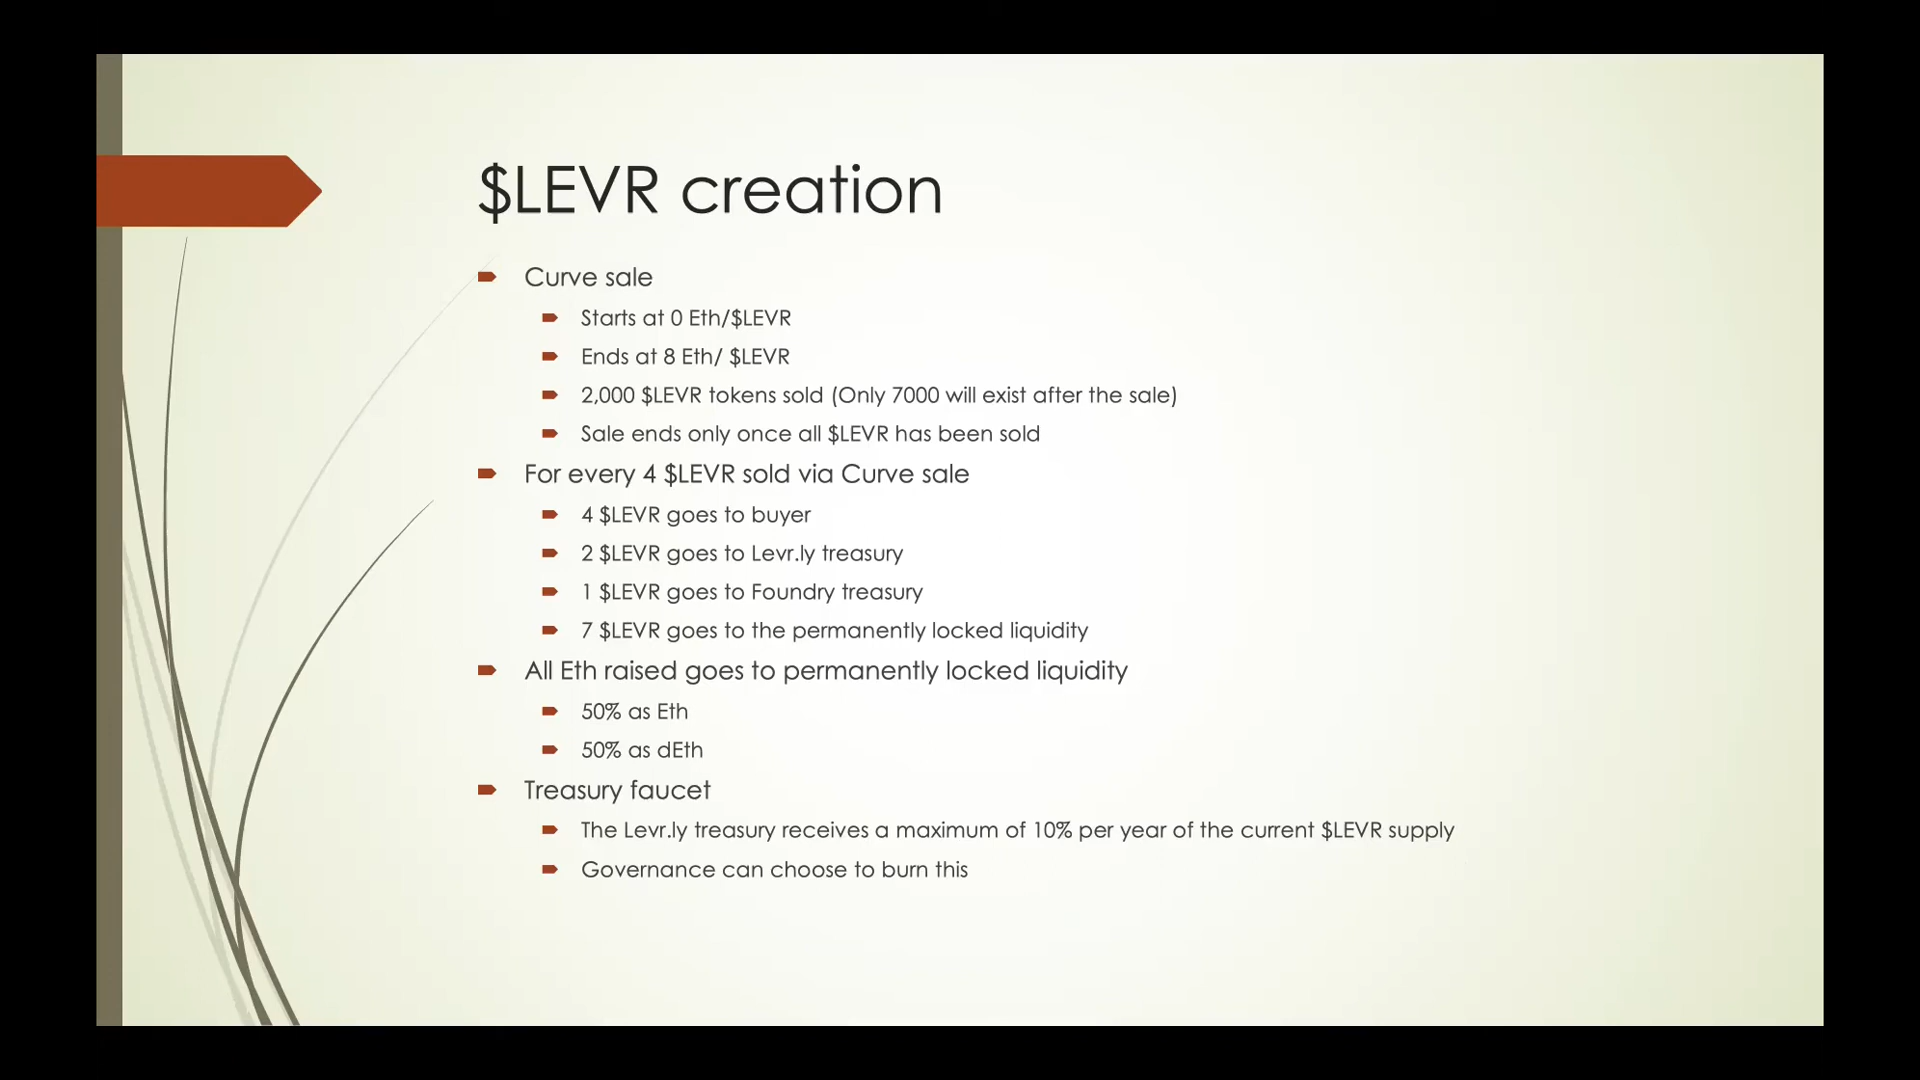 $LEVR creation
Curve sale
Starts at 0 Eth/$LEVR
Ends at 8 Eth/ $LEVR
2,000 $LEVR tokens sold (Only 7000 will exist after the sale)
Sale ends only once all $LEVR has been sold
For every 4 $LEVR sold via Curve sale
4 $LEVR goes to buyer
2 $LEVR goes to Levr.ly treasury
1 $LEVR goes to Foundry treasury
7 $LEVR goes to the permanently locked liquidity
All Eth raised goes to permanently locked liquidity
50% as Eth
50% as dEth
Treasury faucet
The Levr.ly treasury receives a maximum of 10% per year of the current $LEVR supply
Governance can choose to burn this